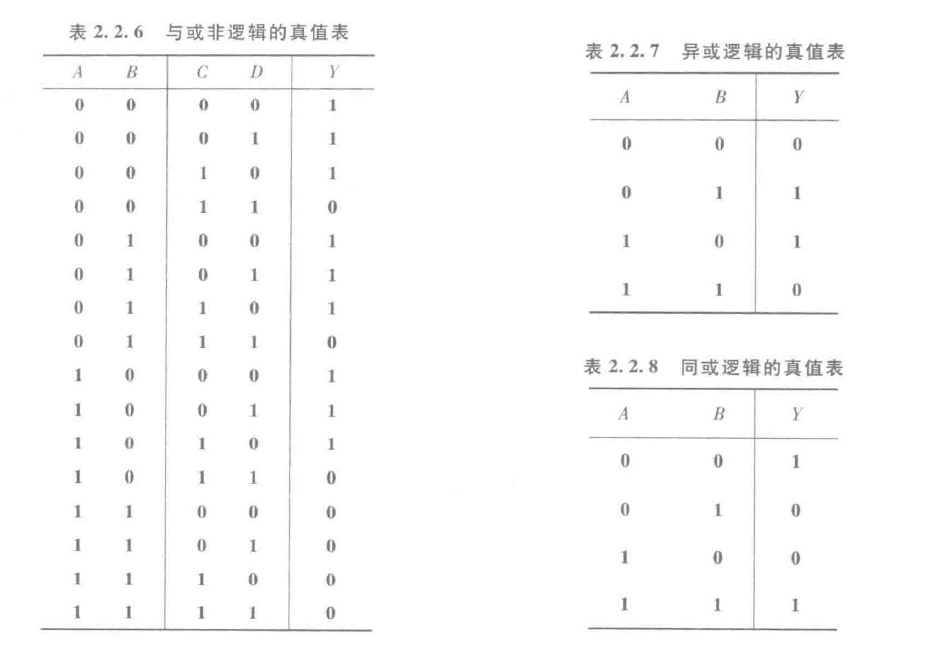 表 2.2.6 与或非逻辑的真值表
A B C D Y
0 0 0 0 1
0 0 0 1 1
0 0 1 0 1
0 0 1 1 0
0 1 0 0 1
0 1 0 1 1
0 1 1 0 1
0 1 1 1 0
1 0 0 0 1
1 0 0 1 1
1 0 1 0 1
1 0 1 1 0
1 1 0 0 0
1 1 0 1 0
1 1 1 0 0
1 1 1 1 0
表 2.2.7 异或逻辑的真值表
A B Y
0 0 0
0 1 1
1 0 1
1 1 0
表 2.2.8 同或逻辑的真值表
A B Y
0 0 1
0 1 0
1 0 0
1 1 1